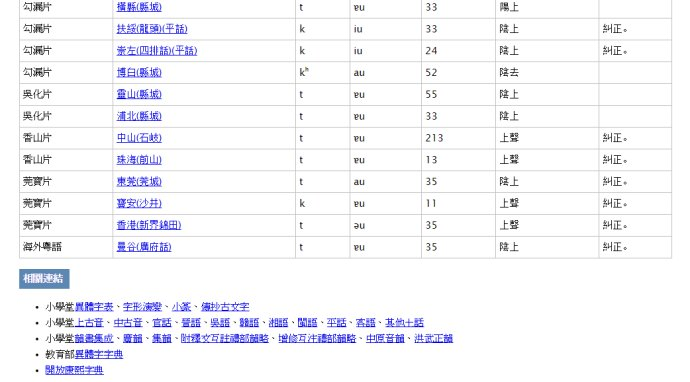 勾漏片 橫縣(縣城) t ɐu 33 陽上
勾漏片 扶綏(龍頭)(平話) k iu 33 陰上 糾正。
勾漏片 崇左(四排話)(平話) k iu 24 陰上 糾正。
勾漏片 博白(縣城) kʰ au 52 陰去
吳化片 靈山(縣城) t ɐu 55 陰上
吳化片 浦北(縣城) t ɐu 33 陰上
香山片 中山(石岐) t ɐu 213 上聲 糾正。
香山片 珠海(前山) t ɐu 13 上聲 糾正。
莞寶片 東莞(莞城) t au 35 陰上 糾正。
莞寶片 寶安(沙井) k ɐu 11 上聲 糾正。
莞寶片 香港(新界錦田) t əu 35 上聲 糾正。
海外粵語 曼谷(廣府話) t ɐu 35 陰上 糾正。
相關連結
• 小學堂異體字表、字形演變、小篆、傳抄古文字
• 小學堂上古音、中古音、官話、晉語、吳語、贛語、湘語、閩語、平話、客語、其他土話
• 小學堂韻書集成、廣韻、集韻、附釋文互註禮部韻略、增修互注禮部韻略、中原音韻、洪武正韻
• 教育部異體字字典
• 開放康熙字典